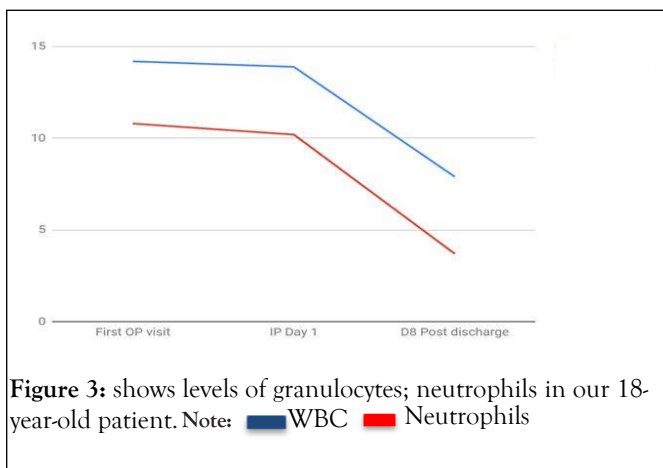 15
10
5
0
First OP visit IP Day 1 D8 Post discharge
Figure 3: shows levels of granulocytes; neutrophils in our 18-
year-old patient. Note: WBC Neutrophils